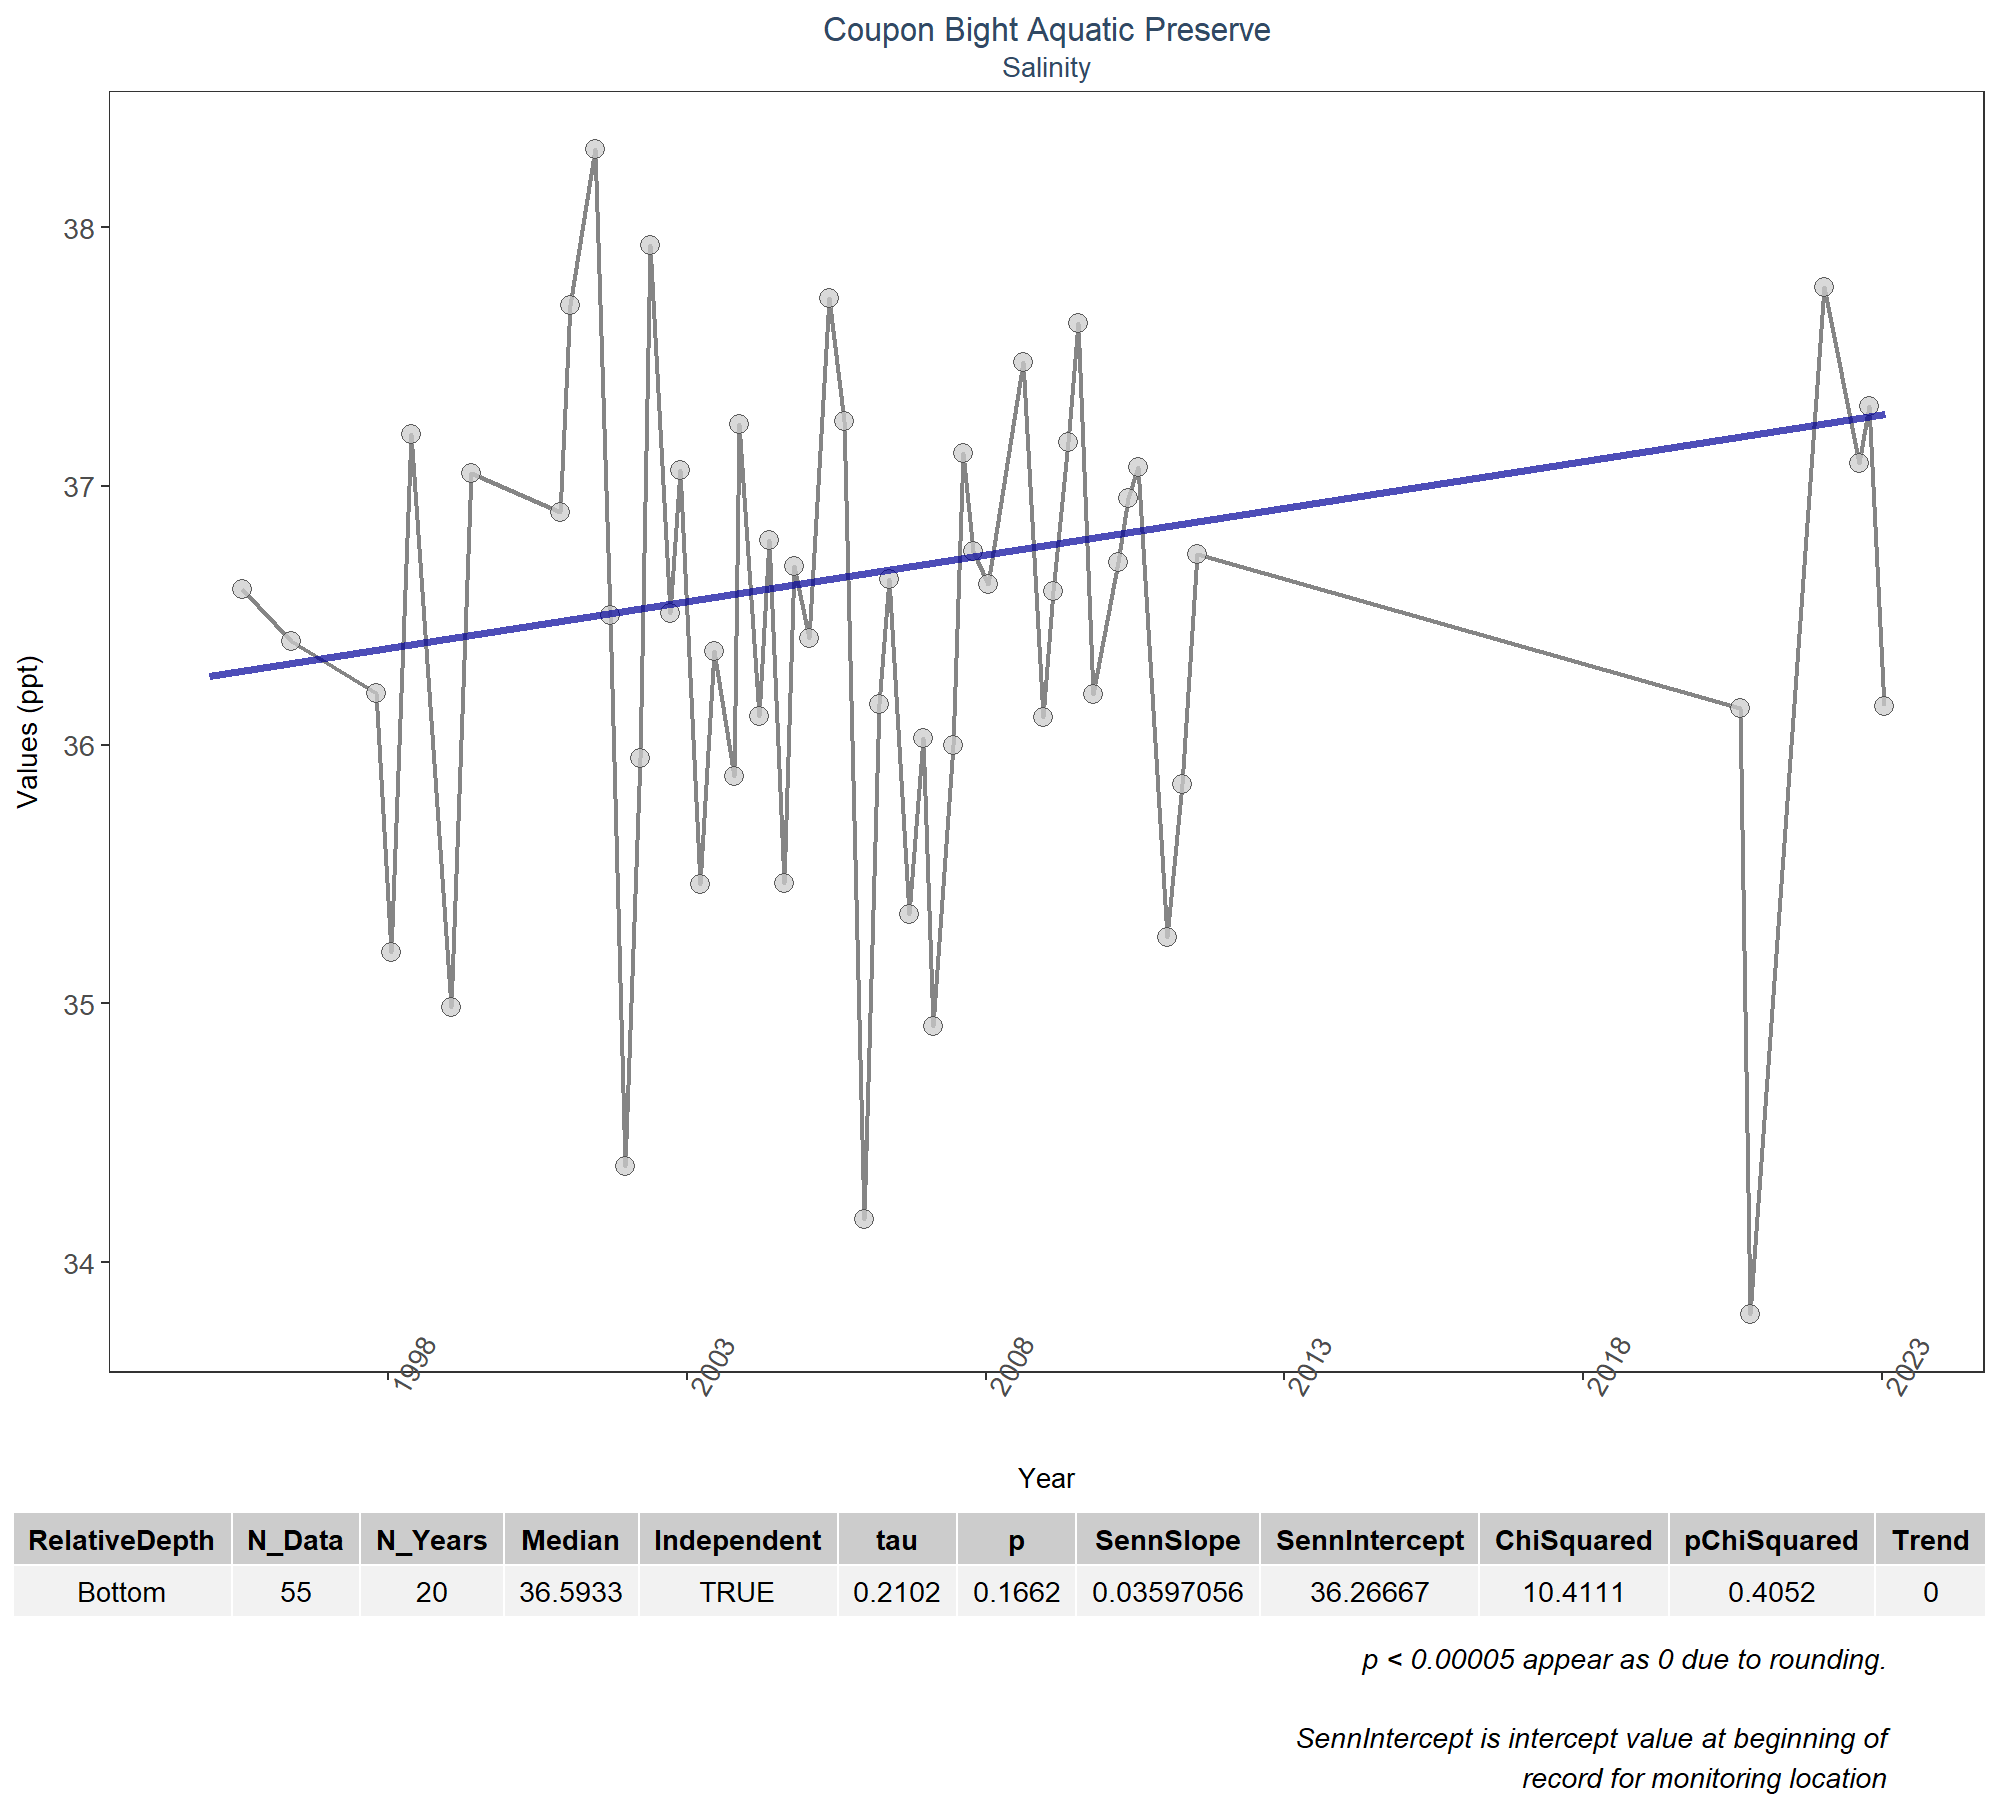 Coupon Bight Aquatic Preserve
Salinity
Values (ppt)
38
37
36
35
34
1998 2003 2008 2013 2018 2023
Year
RelativeDepth N_Data N_Years Median Independent tau p SennSlope SennIntercept ChiSquared pChiSquared Trend
Bottom 55 20 36.5933 TRUE 0.2102 0.1662 0.03597056 36.26667 10.4111 0.4052 0
p < 0.00005 appear as 0 due to rounding.
SennIntercept is intercept value at beginning of
record for monitoring location